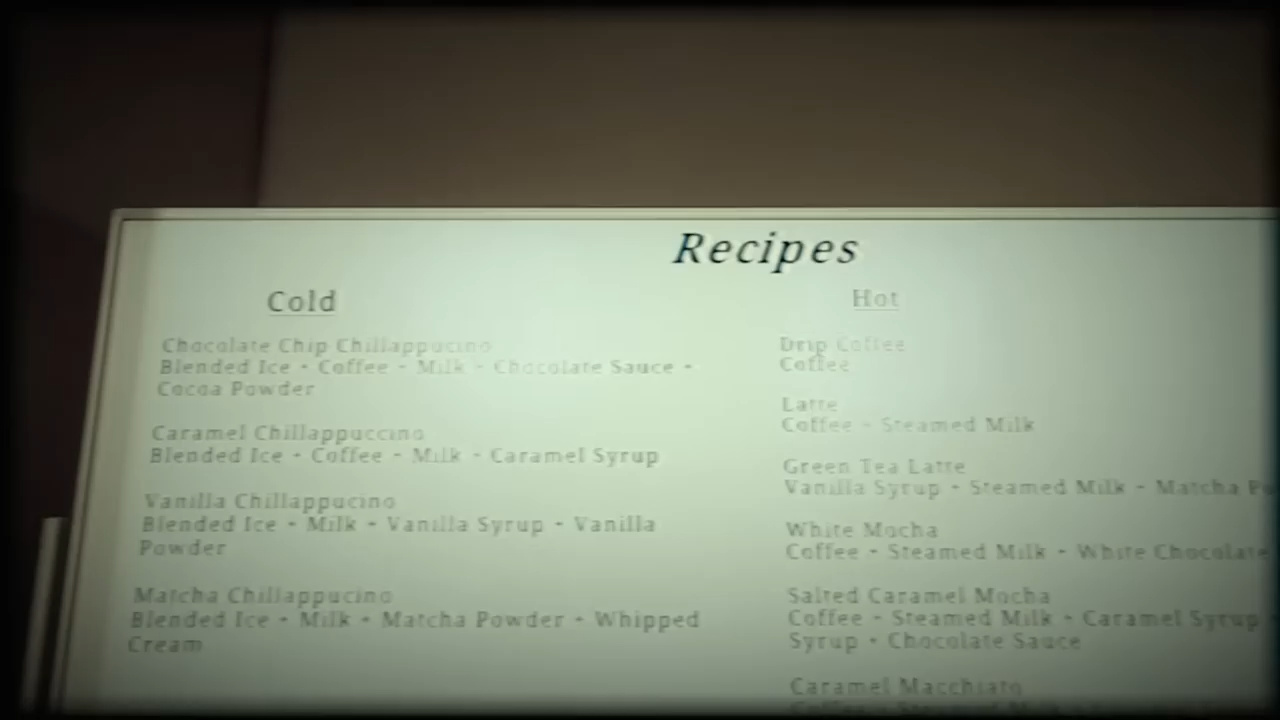 Recipes
Cold
Chocolate Chip Chillappucino
Blended Ice - Coffee - Milk - Chocolate Sauce -
Cocoa Powder
Caramel Chillappuccino
Blended Ice - Coffee - Milk - Caramel Syrup
Vanilla Chillappucino
Blended Ice - Milk - Vanilla Syrup - Vanilla
Powder
Matcha Chillappucino
Blended Ice - Milk - Matcha Powder - Whipped
Cream
Hot
Drip Coffee
Coffee
Latte
Coffee - Steamed Milk
Green Tea Latte
Vanilla Syrup - Steamed Milk - Matcha
White Mocha
Coffee - Steamed Milk - White Chocolate
Salted Caramel Mocha
Coffee - Steamed Milk - Caramel Syrup -
Syrup - Chocolate Sauce
Caramel Macchiato